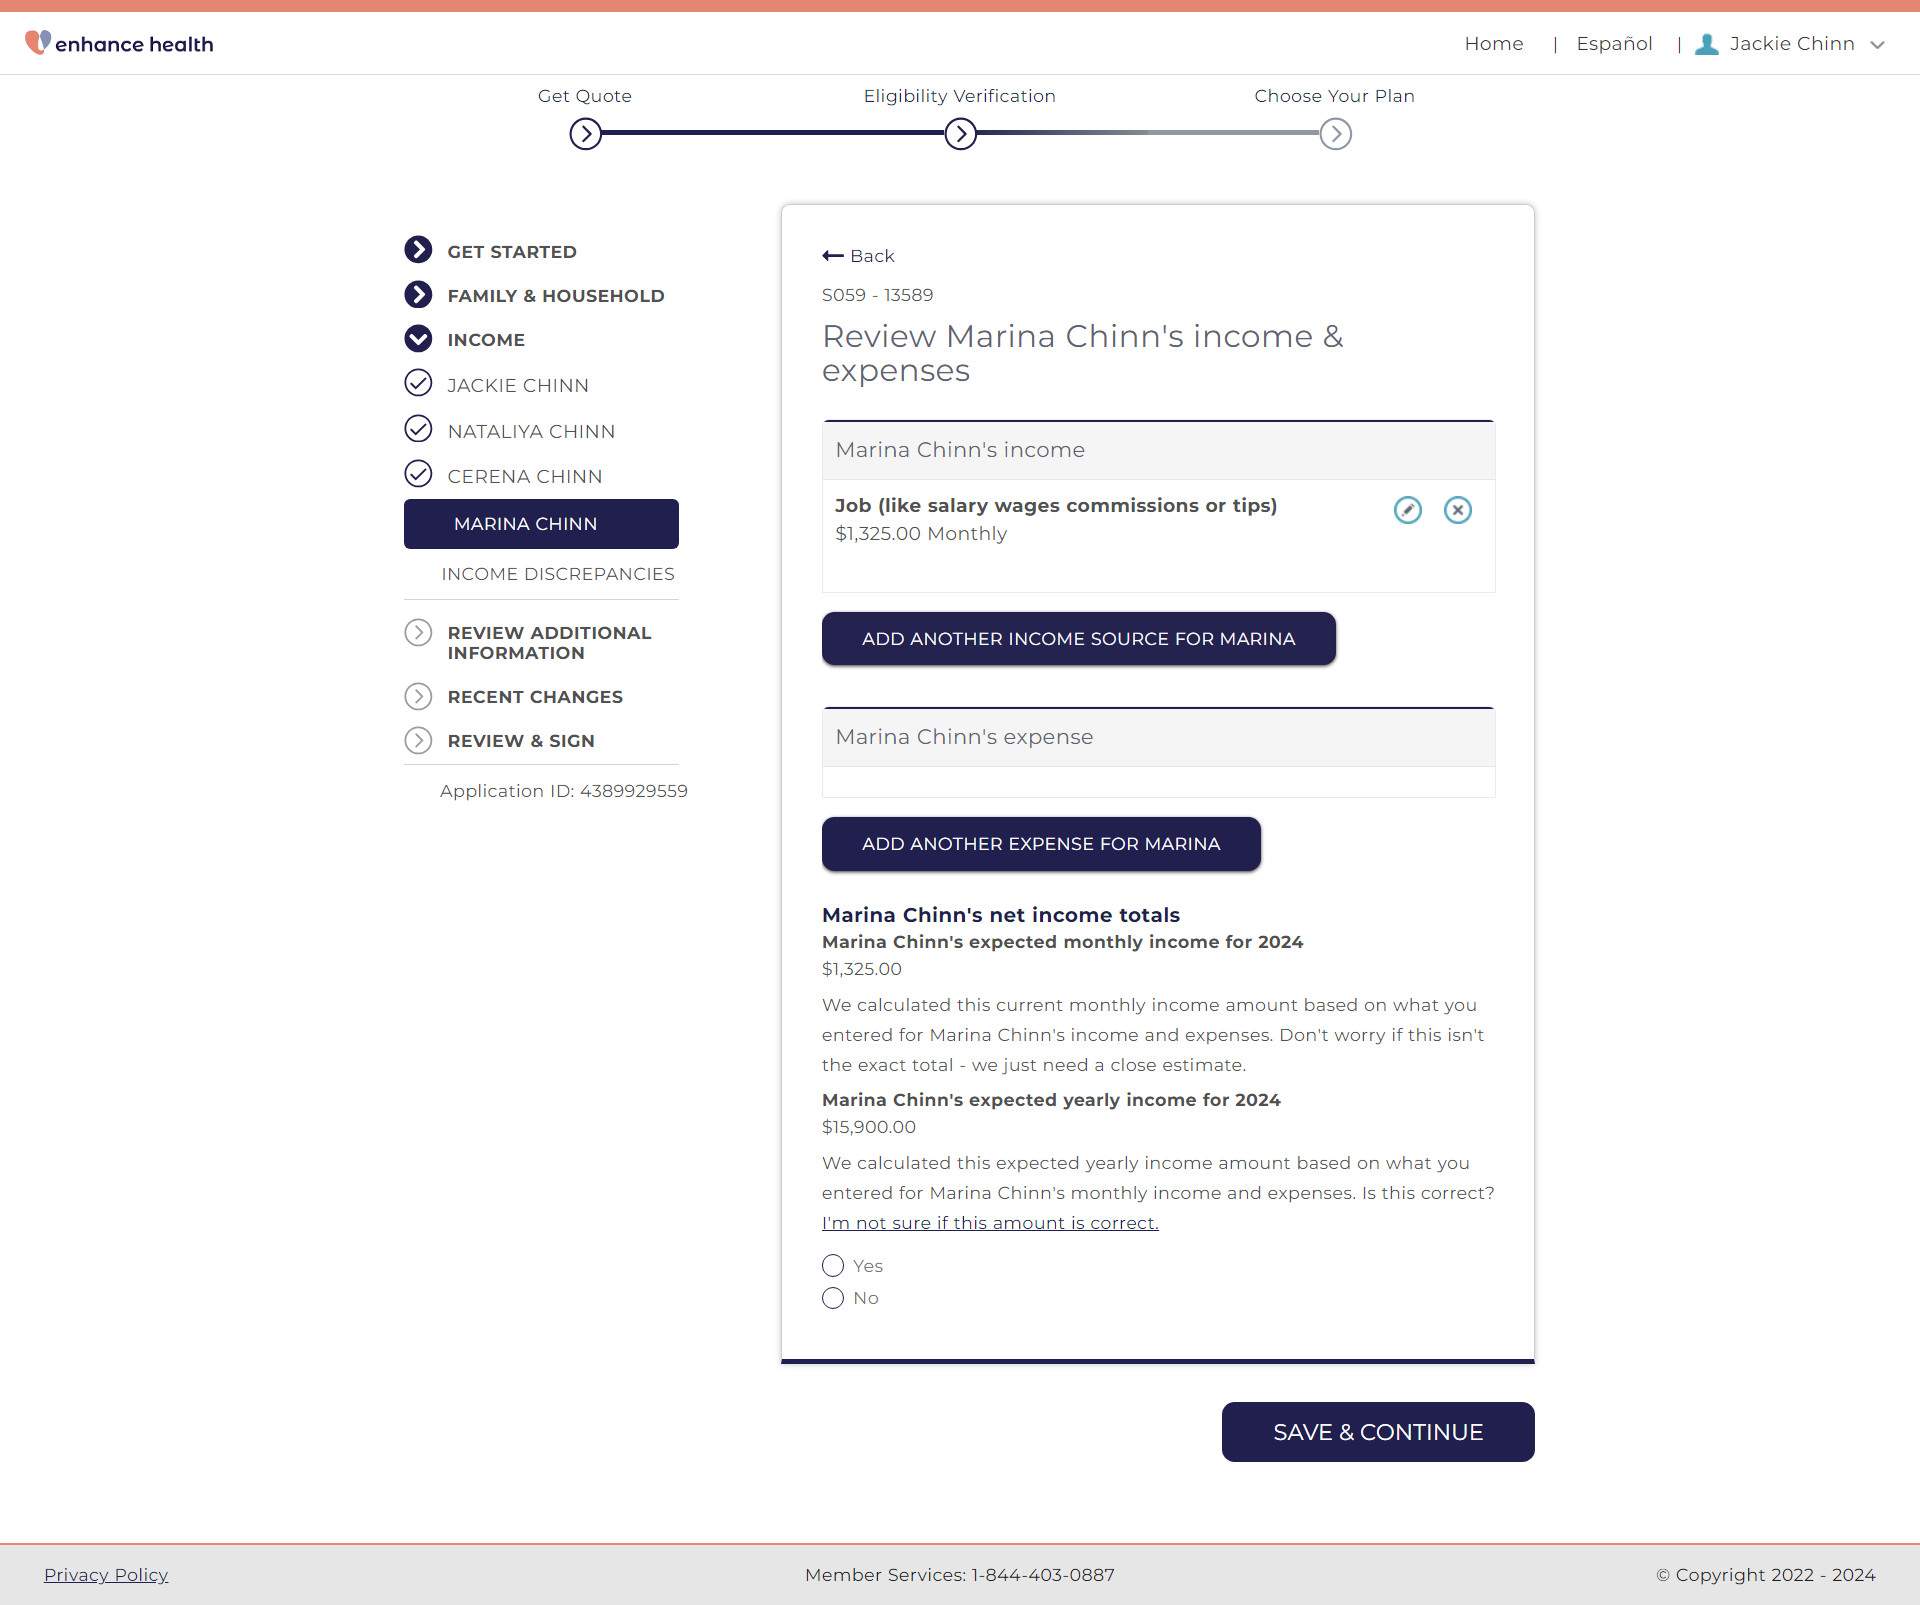 enhance health
Home | Español | Jackie Chinn
Get Quote
Eligibility Verification
Choose Your Plan
GET STARTED
FAMILY & HOUSEHOLD
INCOME
JACKIE CHINN
NATALIYA CHINN
CERENA CHINN
MARINA CHINN
INCOME DISCREPANCIES
REVIEW ADDITIONAL
INFORMATION
RECENT CHANGES
REVIEW & SIGN
Application ID: 4389929559
Back
S059 - 13589
Review Marina Chinn's income &
expenses
Marina Chinn's income
Job (like salary wages commissions or tips)
$1,325.00 Monthly
ADD ANOTHER INCOME SOURCE FOR MARINA
Marina Chinn's expense
ADD ANOTHER EXPENSE FOR MARINA
Marina Chinn's net income totals
Marina Chinn's expected monthly income for 2024
$1,325.00
We calculated this current monthly income amount based on what you
entered for Marina Chinn's income and expenses. Don't worry if this isn't
the exact total - we just need a close estimate.
Marina Chinn's expected yearly income for 2024
$15,900.00
We calculated this expected yearly income amount based on what you
entered for Marina Chinn's monthly income and expenses. Is this correct?
I'm not sure if this amount is correct.
Yes
No
SAVE & CONTINUE
Privacy Policy
Member Services: 1-844-403-0887
© Copyright 2022 - 2024